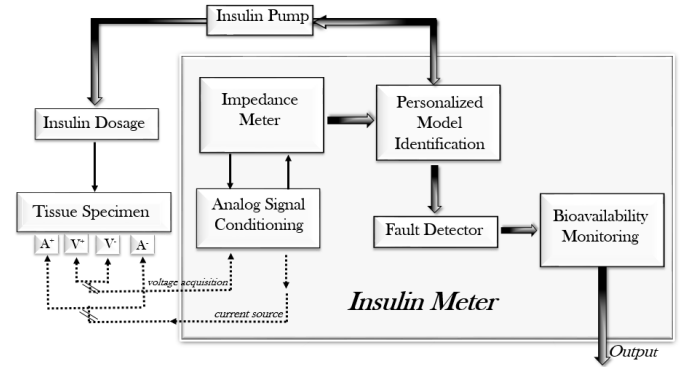 Insulin Pump
Impedance
Meter
Personalized
Model
Identification
Insulin Dosage
Tissue Specimen
A+ V+ V- A-
Analog Signal
Conditioning
Fault Detector
Bioavailability
Monitoring
voltage acquisition
current source
Insulin Meter
Output